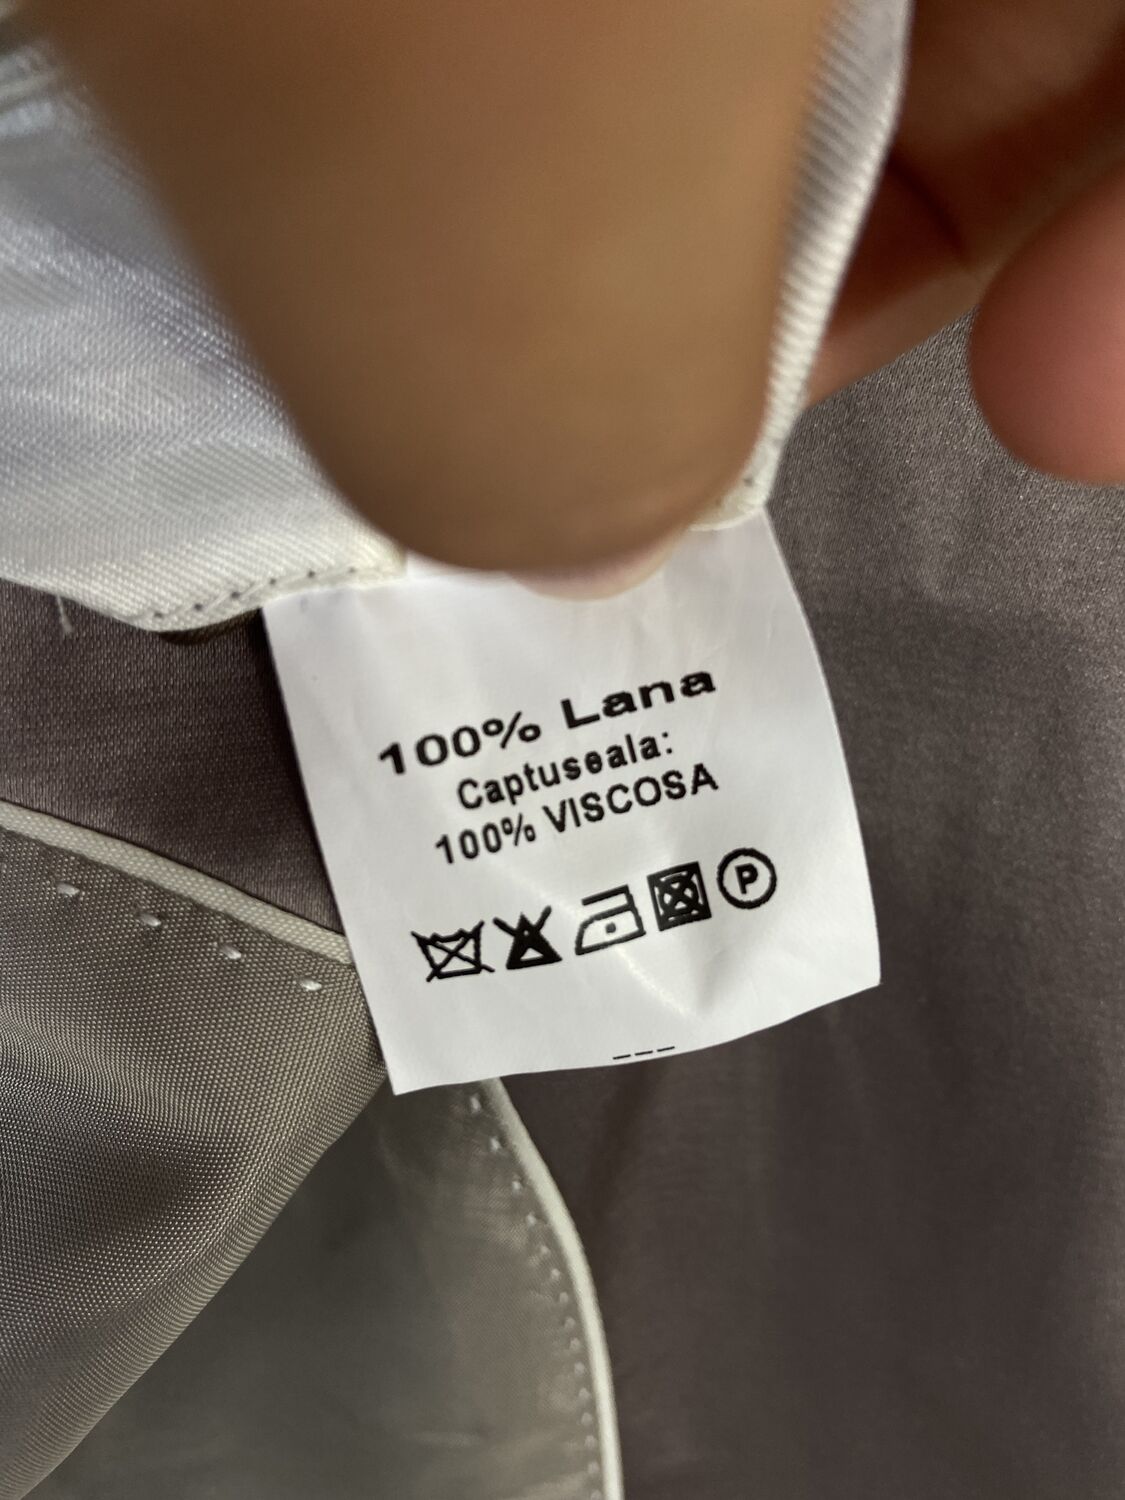 100% Lana
Captuseala:
100% VISCOSA
P
---